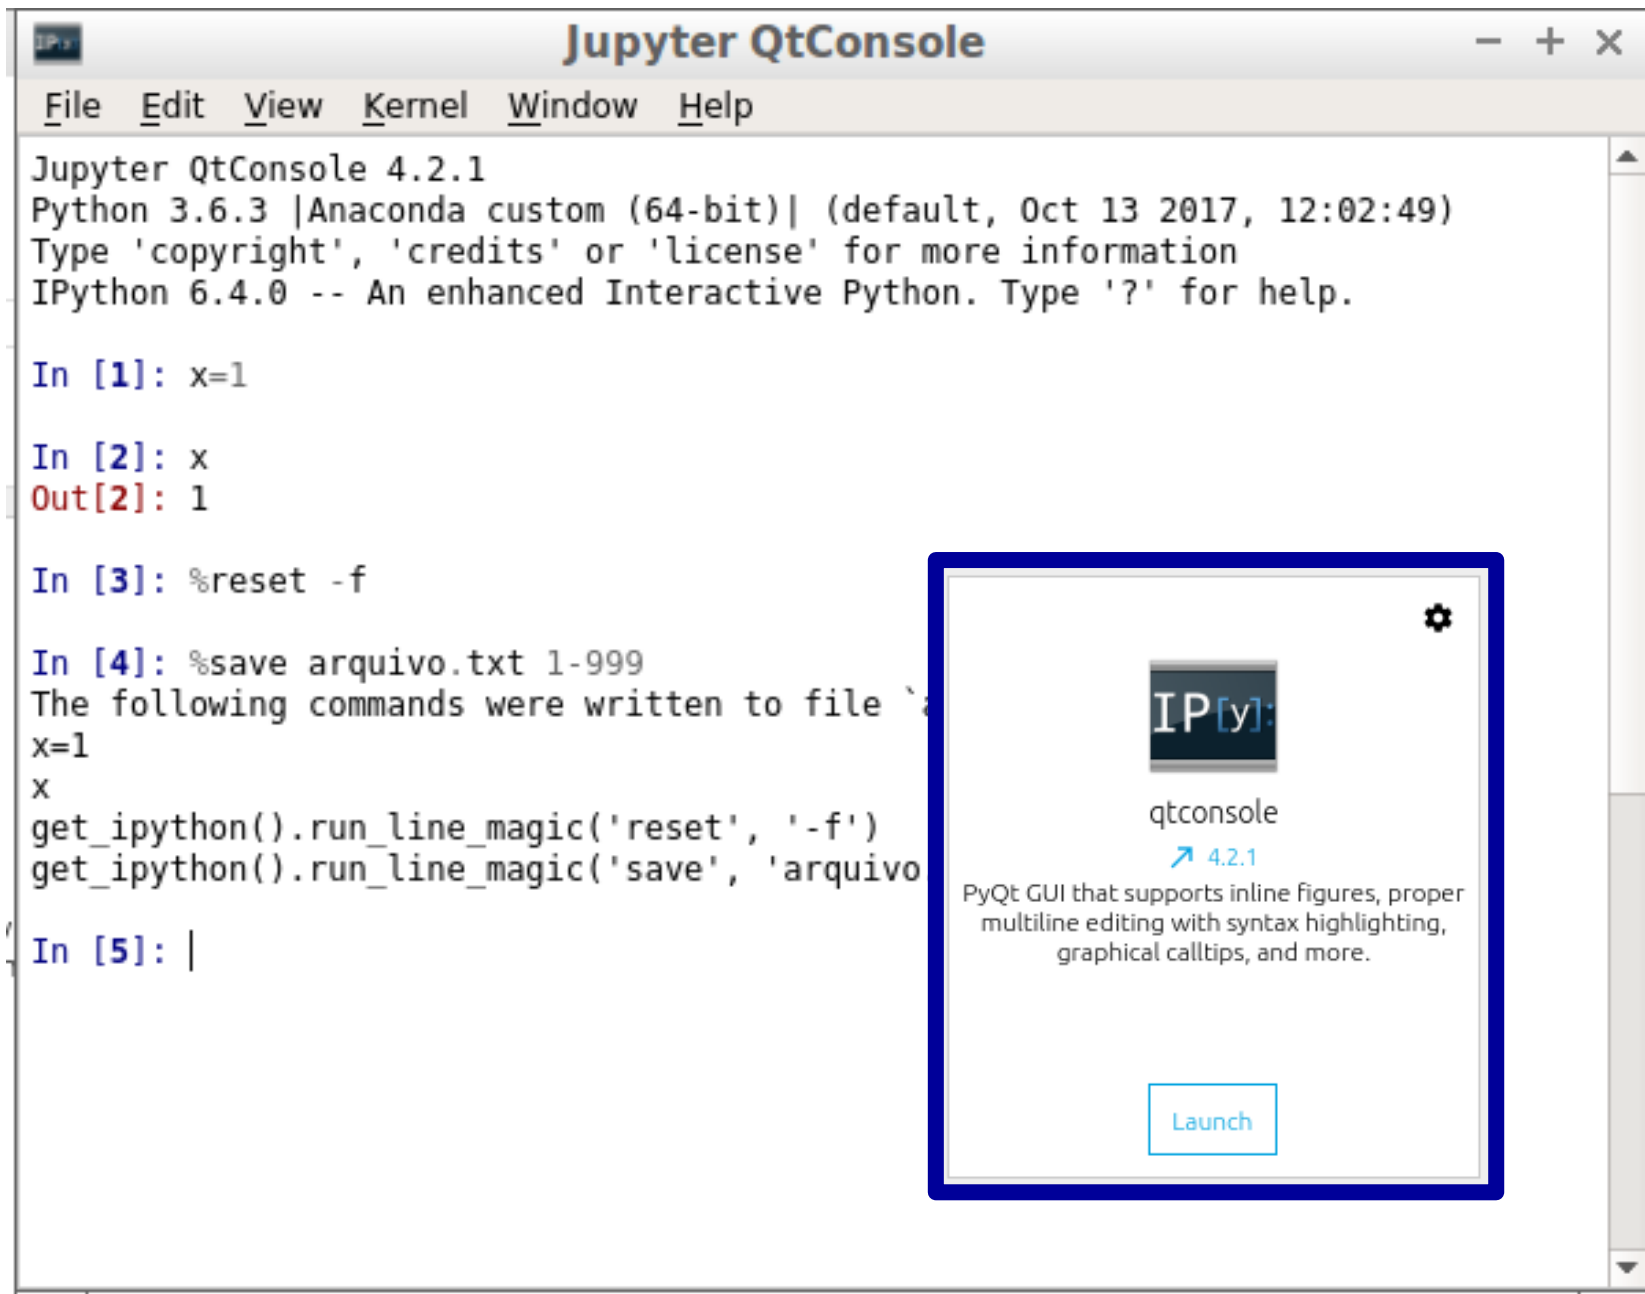 Jupyter QtConsole
File Edit View Kernel Window Help
Jupyter QtConsole 4.2.1
Python 3.6.3 |Anaconda custom (64-bit)| (default, Oct 13 2017, 12:02:49)
Type 'copyright', 'credits' or 'license' for more information
IPython 6.4.0 -- An enhanced Interactive Python. Type '?' for help.
In [1]: x=1
In [2]: x
Out[2]: 1
In [3]: %reset -f
In [4]: %save arquivo.txt 1-999
The following commands were written to file `
x=1
x
get_ipython().run_line_magic('reset', '-f')
get_ipython().run_line_magic('save', 'arquivo
In [5]:
IP[y]:
qtconsole
4.2.1
PyQt GUI that supports inline figures, proper
multiline editing with syntax highlighting,
graphical calltips, and more.
Launch